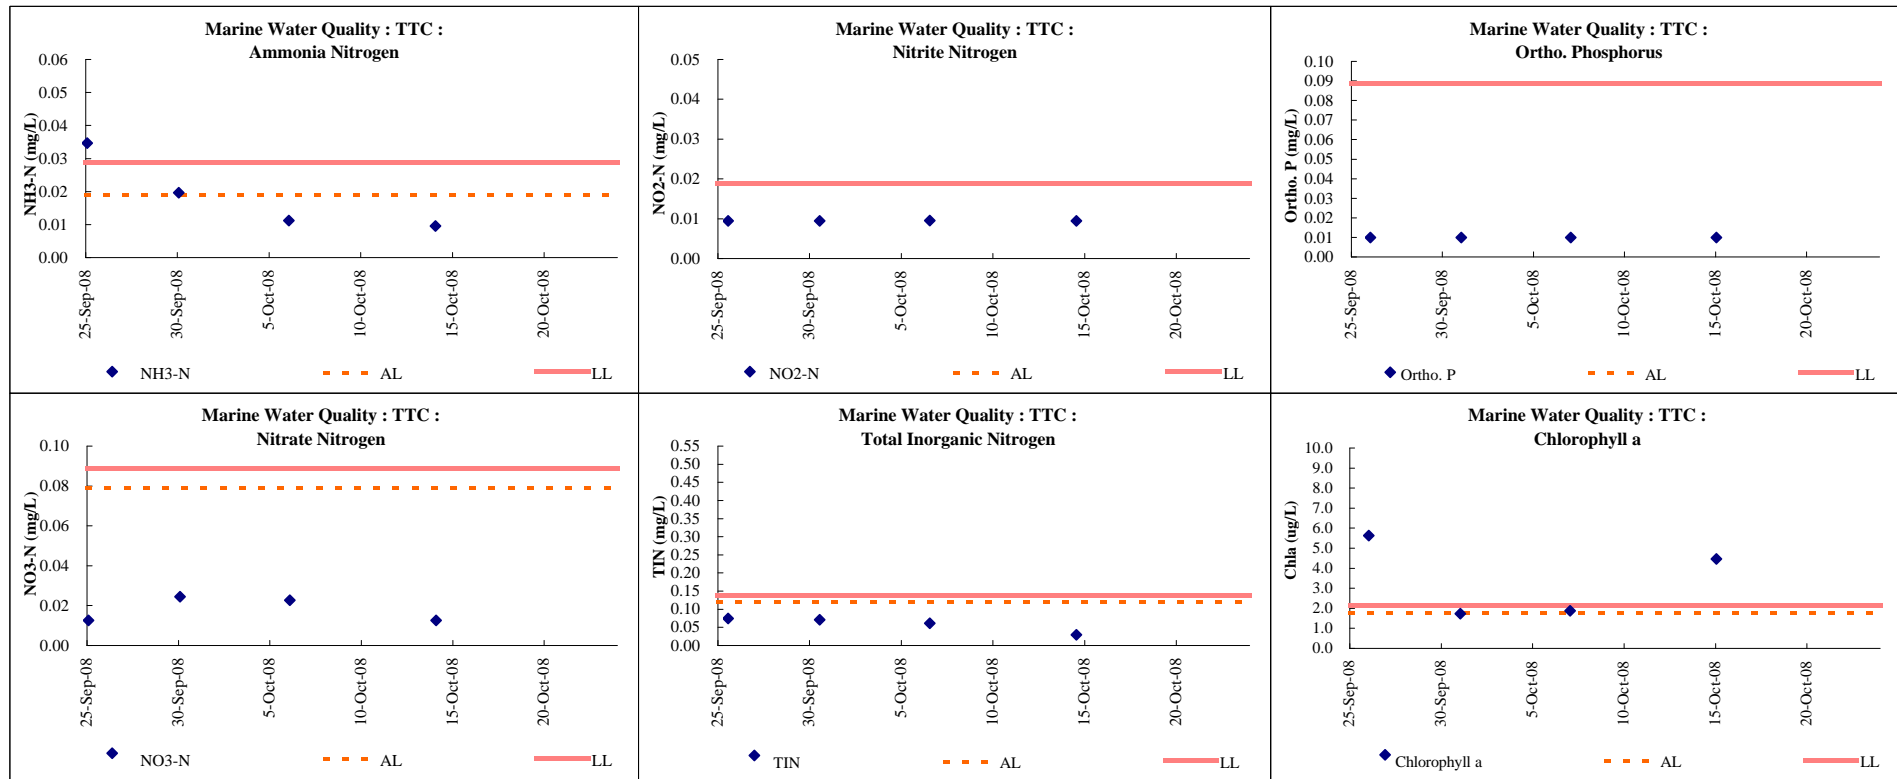 Marine Water Quality : TTC :
Ammonia Nitrogen
NH3-N (mg/L)
0.06
0.05
0.04
0.03
0.02
0.01
0.00
25-Sep-08
30-Sep-08
5-Oct-08
10-Oct-08
15-Oct-08
20-Oct-08
NH3-N AL LL
Marine Water Quality : TTC :
Nitrite Nitrogen
NO2-N (mg/L)
0.05
0.04
0.03
0.02
0.01
0.00
25-Sep-08
30-Sep-08
5-Oct-08
10-Oct-08
15-Oct-08
20-Oct-08
NO2-N AL LL
Marine Water Quality : TTC :
Ortho. Phosphorus
Ortho. P (mg/L)
0.10
0.09
0.08
0.07
0.06
0.05
0.04
0.03
0.02
0.01
0.00
25-Sep-08
30-Sep-08
5-Oct-08
10-Oct-08
15-Oct-08
20-Oct-08
Ortho. P AL LL
Marine Water Quality : TTC :
Nitrate Nitrogen
NO3-N (mg/L)
0.10
0.08
0.06
0.04
0.02
0.00
25-Sep-08
30-Sep-08
5-Oct-08
10-Oct-08
15-Oct-08
20-Oct-08
NO3-N AL LL
Marine Water Quality : TTC :
Total Inorganic Nitrogen
TIN (mg/L)
0.55
0.50
0.45
0.40
0.35
0.30
0.25
0.20
0.15
0.10
0.05
0.00
25-Sep-08
30-Sep-08
5-Oct-08
10-Oct-08
15-Oct-08
20-Oct-08
TIN AL LL
Marine Water Quality : TTC :
Chlorophyll a
Chla (ug/L)
10.0
9.0
8.0
7.0
6.0
5.0
4.0
3.0
2.0
1.0
0.0
25-Sep-08
30-Sep-08
5-Oct-08
10-Oct-08
15-Oct-08
20-Oct-08
Chlorophyll a AL LL